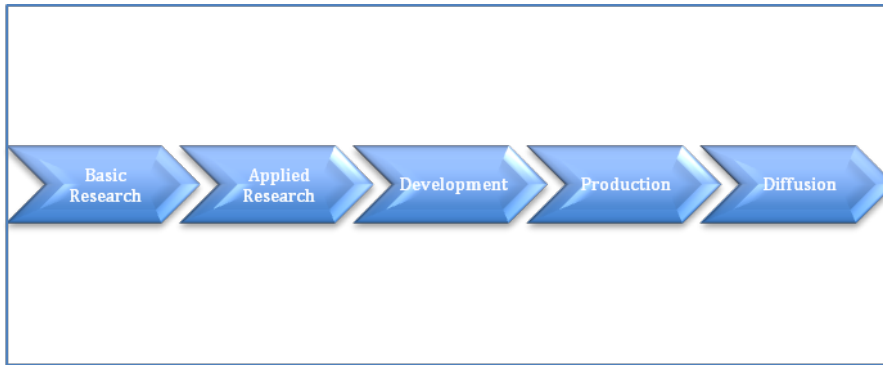 Basic
Research
Applied
Research
Development
Production
Diffusion